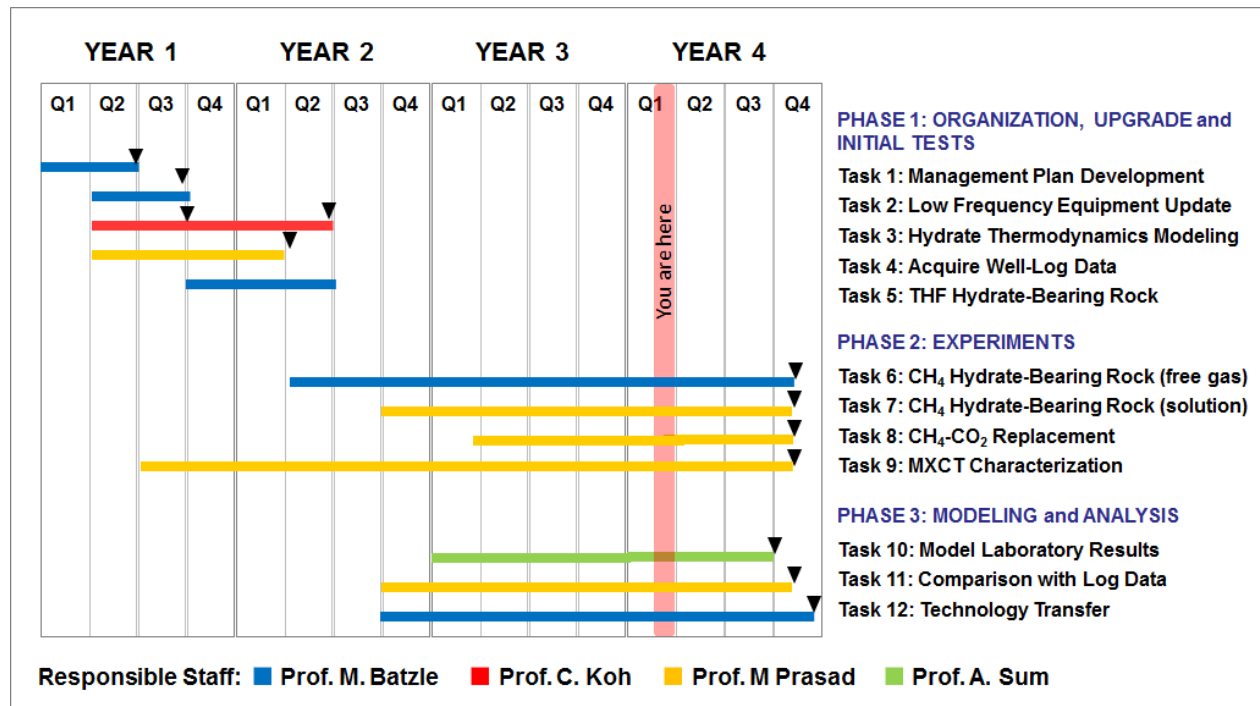 YEAR 1 YEAR 2 YEAR 3 YEAR 4
Q1 Q2 Q3 Q4 Q1 Q2 Q3 Q4 Q1 Q2 Q3 Q4 Q1 Q2 Q3 Q4
You are here
PHASE 1: ORGANIZATION, UPGRADE and
INITIAL TESTS
Task 1: Management Plan Development
Task 2: Low Frequency Equipment Update
Task 3: Hydrate Thermodynamics Modeling
Task 4: Acquire Well-Log Data
Task 5: THF Hydrate-Bearing Rock
PHASE 2: EXPERIMENTS
Task 6: CH₄ Hydrate-Bearing Rock (free gas)
Task 7: CH₄ Hydrate-Bearing Rock (solution)
Task 8: CH₄-CO₂ Replacement
Task 9: MXCT Characterization
PHASE 3: MODELING and ANALYSIS
Task 10: Model Laboratory Results
Task 11: Comparison with Log Data
Task 12: Technology Transfer
Responsible Staff: Prof. M. Batzle Prof. C. Koh Prof. M Prasad Prof. A. Sum